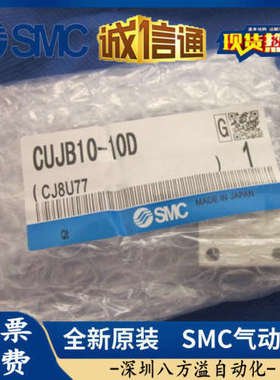 SMC
诚信通
现货热
CUJB10-10D
G
(CJ8U77
) 1
SMC
MADE IN JAPAN
票
费
全新原装 SMC气动
-深圳八方溢自动化-